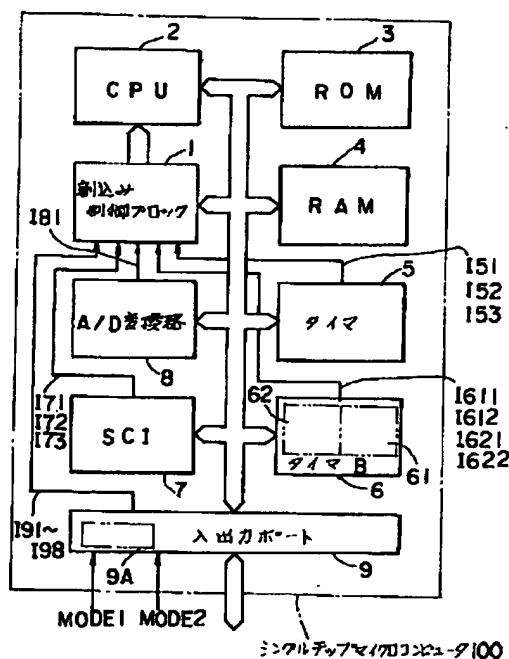 2
3
CPU
ROM
1
4
割込み
制御ブロック
RAM
I81
5
I51
I52
I53
A/D変換器
タイマ
8
I611
I612
1621
I622
I71
I72
I73
SCI
62
タイマ B
61
7
6
I91~
I98
入出力ポート
9A
9
MODE1 MODE2
シングルチップマイクロコンピュータ100